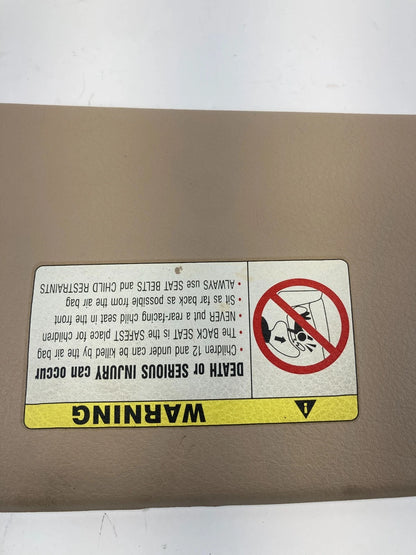 WARNING
DEATH or SERIOUS INJURY can occur
• Children 12 and under can be killed by the air bag
• The BACK SEAT is the SAFEST place for children
• NEVER put a rear-facing child seat in the front
• Sit as far back as possible from the air bag
• ALWAYS use SEAT BELTS and CHILD RESTRAINTS